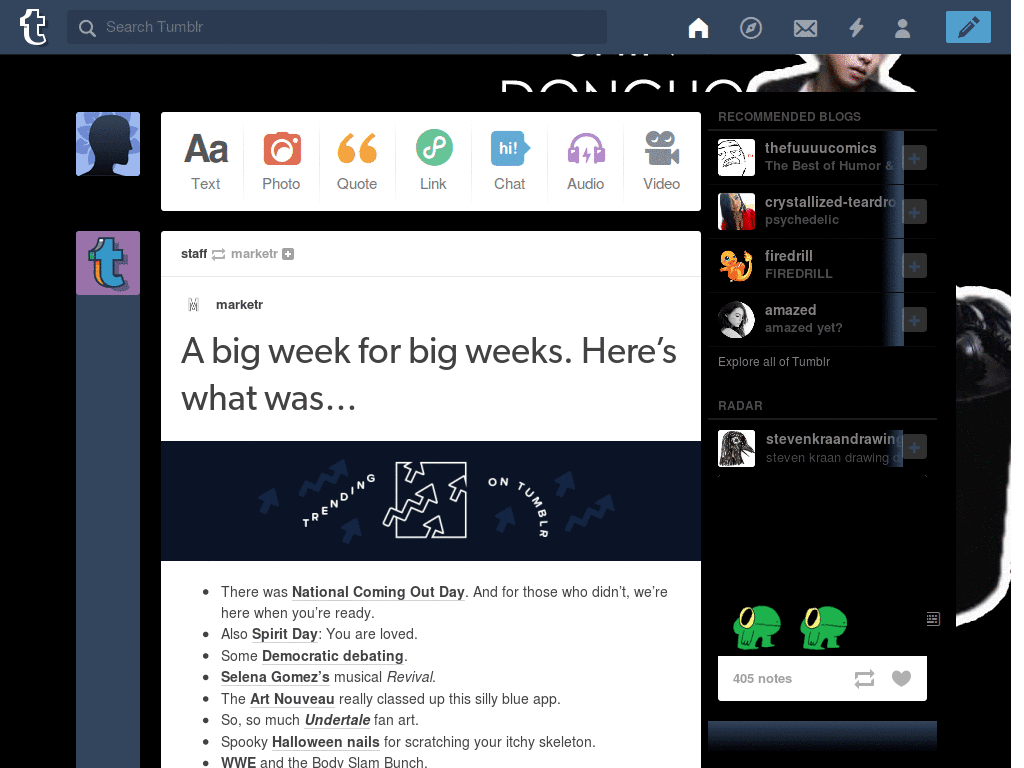 Search Tumblr
DONGHO
Aa
hi!
Text
Photo
Quote
Link
Chat
Audio
Video
staff marketr
marketr
A big week for big weeks. Here’s
what was…
TRENDING ON TUMBLR
There was National Coming Out Day. And for those who didn’t, we’re
here when you’re ready.
Also Spirit Day: You are loved.
Some Democratic debating.
Selena Gomez’s musical Revival.
The Art Nouveau really classed up this silly blue app.
So, so much Undertale fan art.
Spooky Halloween nails for scratching your itchy skeleton.
WWE and the Body Slam Bunch.
RECOMMENDED BLOGS
thefuuuucomics
The Best of Humor &
crystallized-teardro
psychedelic
firedrill
FIREDRILL
amazed
amazed yet?
Explore all of Tumblr
RADAR
stevenkraandrawing
steven kraan drawing
405 notes